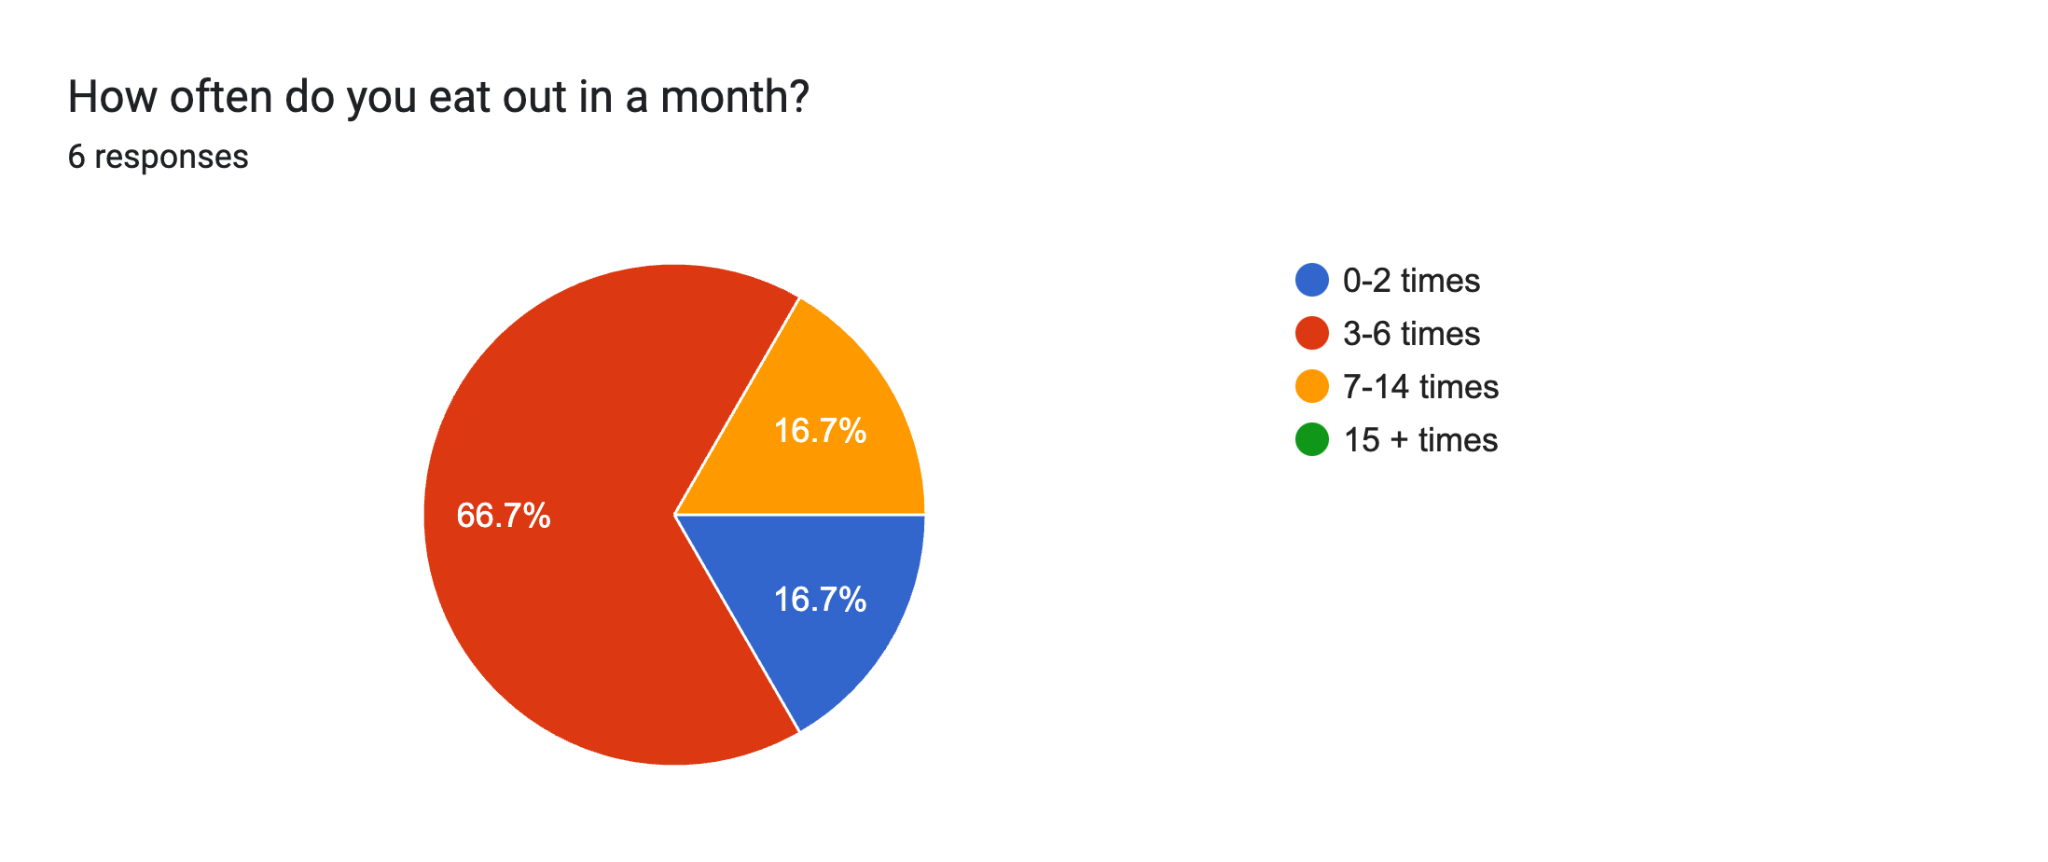 How often do you eat out in a month?
6 responses
66.7%
16.7%
16.7%
0-2 times
3-6 times
7-14 times
15 + times